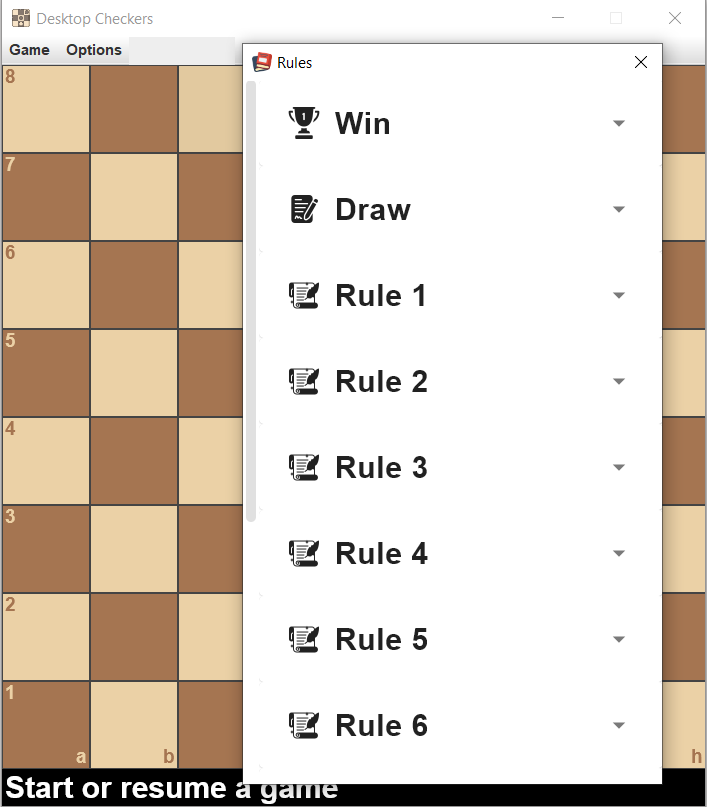 Desktop Checkers
Game Options
Rules
8
7
6
5
4
3
2
1
a
b
h
1
Win
Draw
Rule 1
Rule 2
Rule 3
Rule 4
Rule 5
Rule 6
Start or resume a game